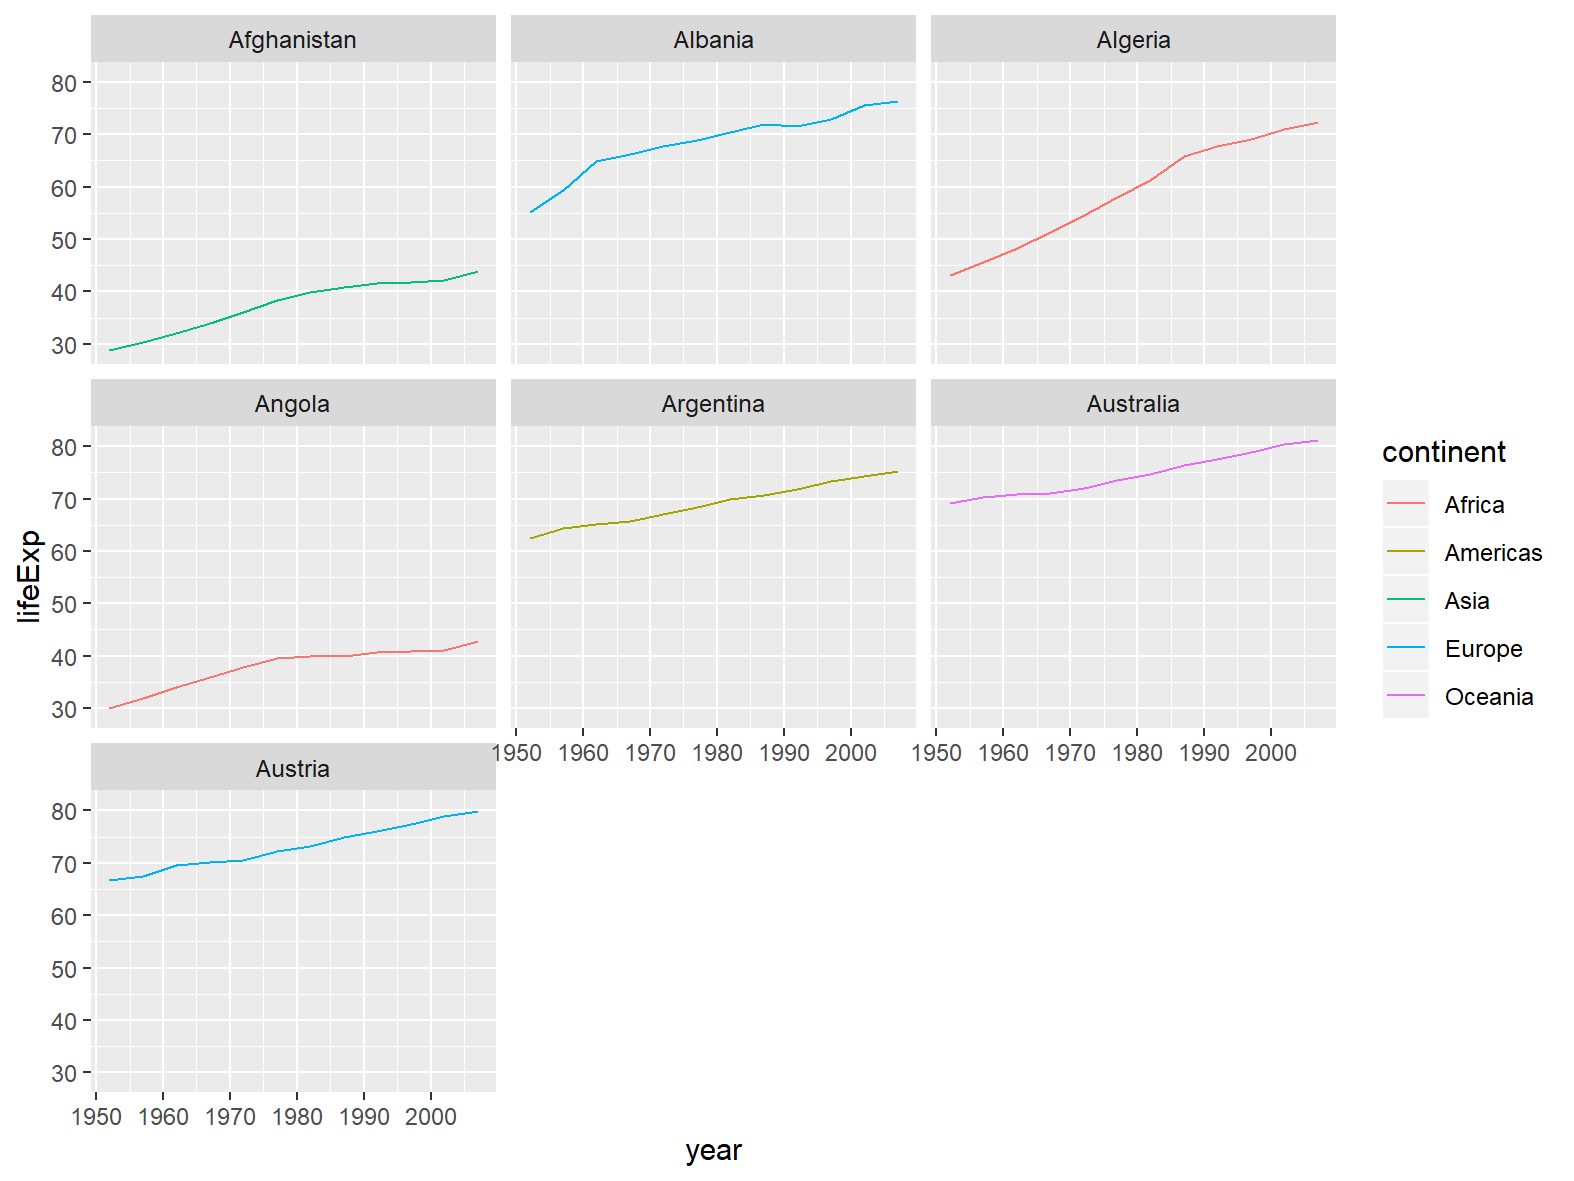 Afghanistan Albania Algeria
80
70
60
50
40
30
Angola Argentina Australia
80
70
60
50
40
30
1950 1960 1970 1980 1990 2000 1950 1960 1970 1980 1990 2000
Austria
80
70
60
50
40
30
1950 1960 1970 1980 1990 2000
year
lifeExp
continent
Africa
Americas
Asia
Europe
Oceania